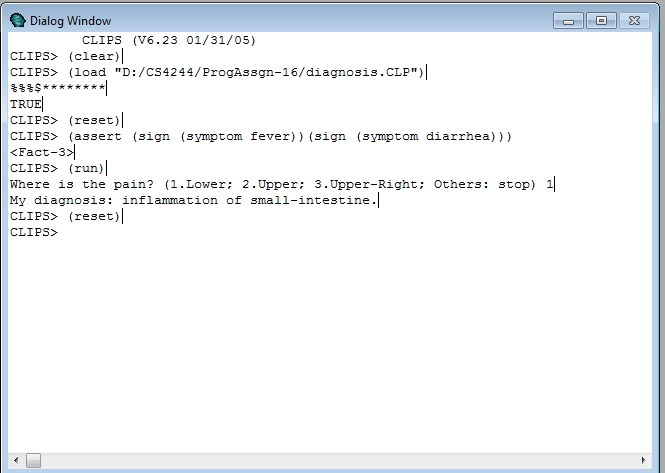 Dialog Window
CLIPS (V6.23 01/31/05)
CLIPS> (clear)
CLIPS> (load "D:/CS4244/ProgAssgn-16/diagnosis.CLP")
%%%$********
TRUE
CLIPS> (reset)
CLIPS> (assert (sign (symptom fever))(sign (symptom diarrhea)))
<Fact-3>
CLIPS> (run)
Where is the pain? (1.Lower; 2.Upper; 3.Upper-Right; Others: stop) 1
My diagnosis: inflammation of small-intestine.
CLIPS> (reset)
CLIPS>